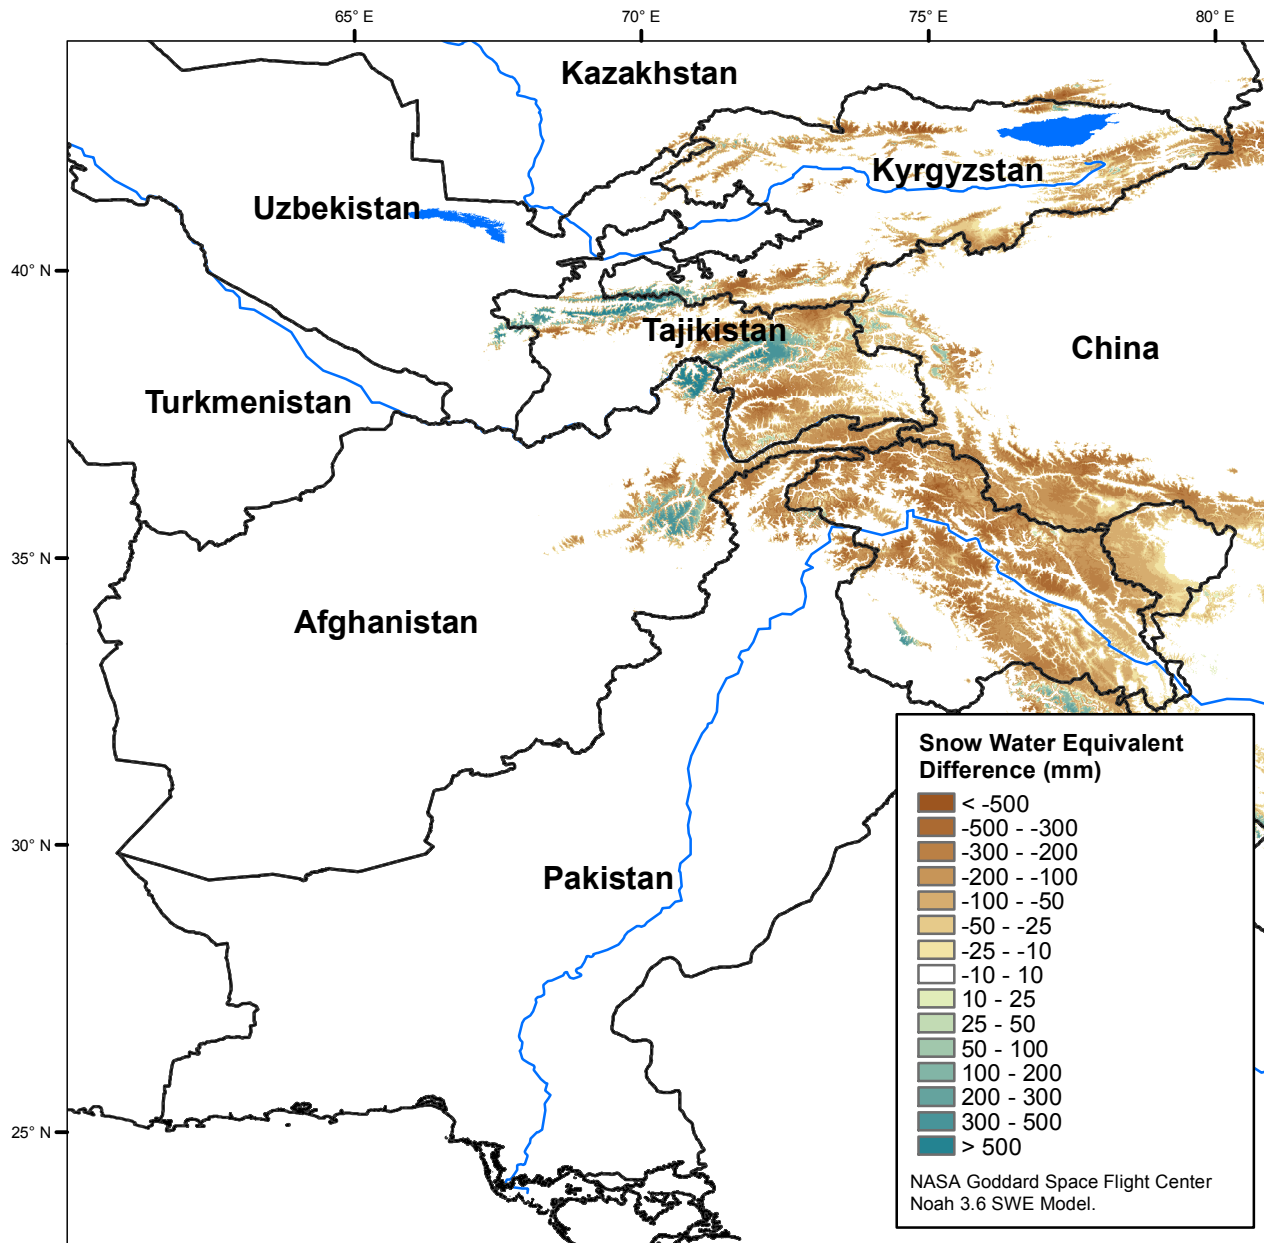 65° E
70° E
75° E
80° E
Kazakhstan
Kyrgyzstan
Uzbekistan
40° N
Tajikistan
China
Turkmenistan
35° N
Afghanistan
30° N
Pakistan
25° N
Snow Water Equivalent
Difference (mm)
< -500
-500 - -300
-300 - -200
-200 - -100
-100 - -50
-50 - -25
-25 - -10
-10 - 10
10 - 25
25 - 50
50 - 100
100 - 200
200 - 300
300 - 500
> 500
NASA Goddard Space Flight Center
Noah 3.6 SWE Model.